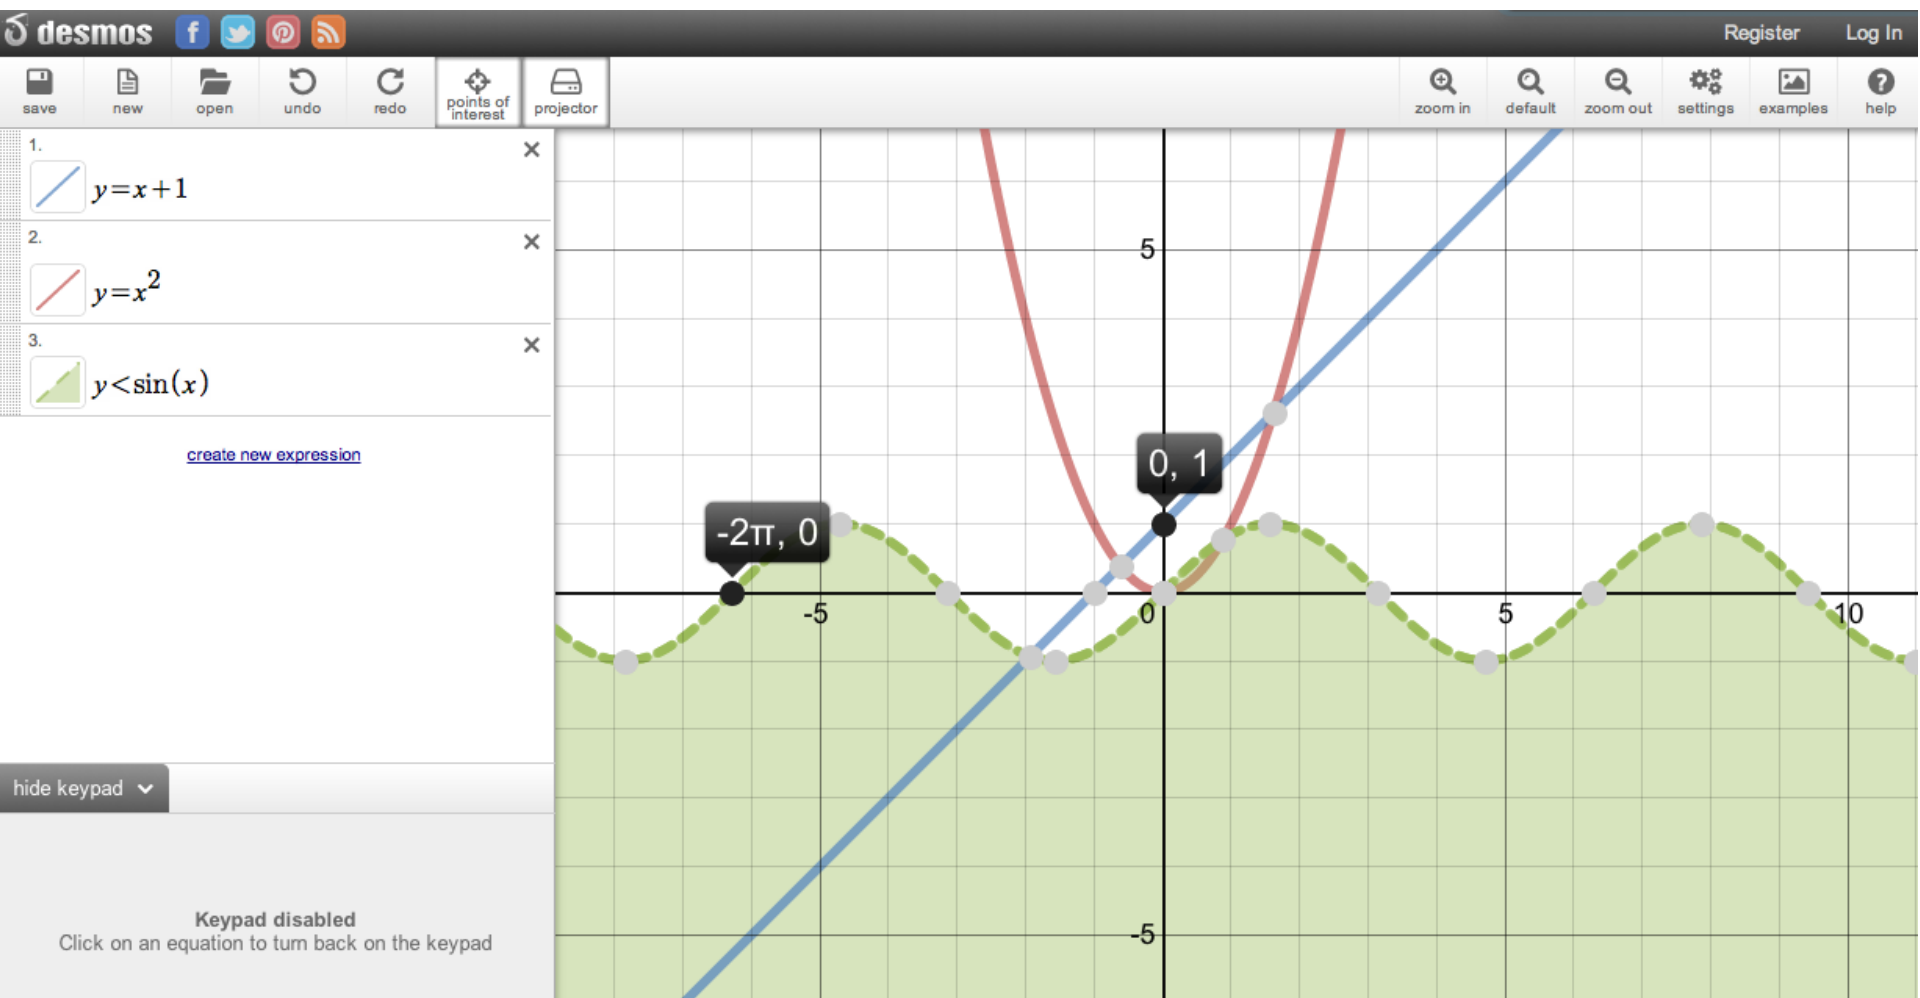 desmos
Register Log In
save new open undo redo points of interest projector zoom in default zoom out settings examples help
1.
y=x+1
2.
y=x²
3.
y<sin(x)
create new expression
hide keypad
Keypad disabled
Click on an equation to turn back on the keypad
5
0, 1
-2π, 0
-5 0 5 10
-5